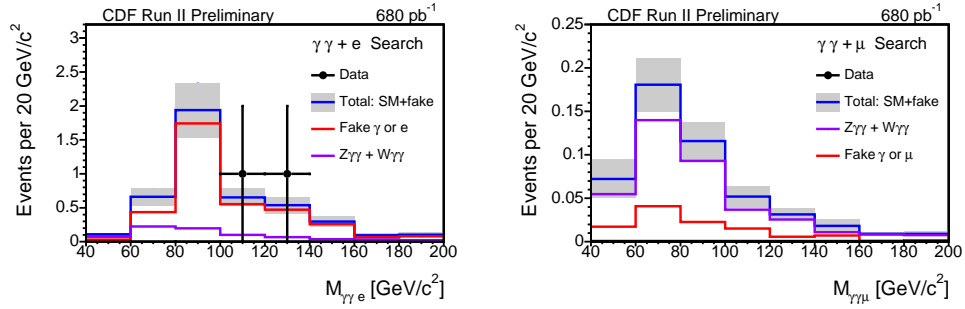 CDF Run II Preliminary 680 pb⁻¹
Events per 20 GeV/c²
3
2.5
2
1.5
1
0.5
0
γγ + e Search
Data
Total: SM+fake
Fake γ or e
Zγγ + Wγγ
40 60 80 100 120 140 160 180 200
M γγ e [GeV/c²]
CDF Run II Preliminary 680 pb⁻¹
Events per 20 GeV/c²
0.25
0.2
0.15
0.1
0.05
0
γγ + μ Search
Data
Total: SM+fake
Zγγ + Wγγ
Fake γ or μ
40 60 80 100 120 140 160 180 200
M γγμ [GeV/c²]